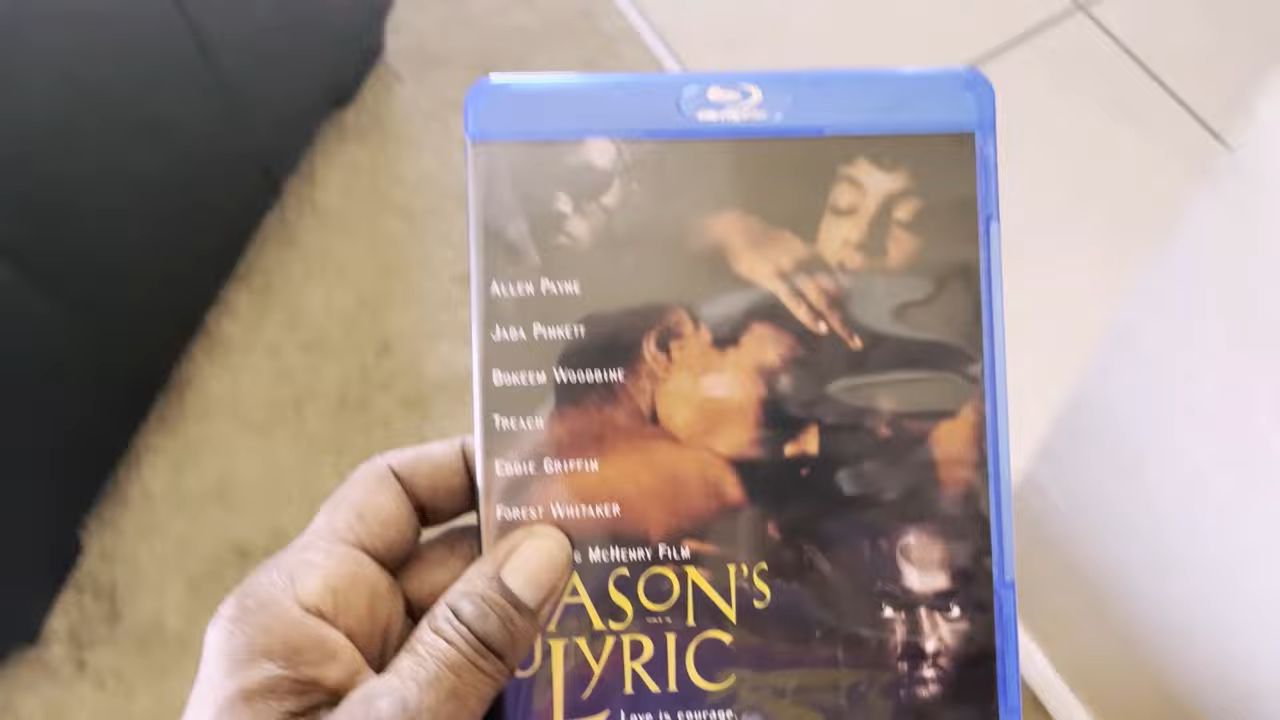 ALLEN PAYNE
JADA PINKETT
BOKEEM WOODBINE
TREACH
EDDIE GRIFFIN
FOREST WHITAKER
MCHENRY FILM
ASON'S
LYRIC
Love is courage.